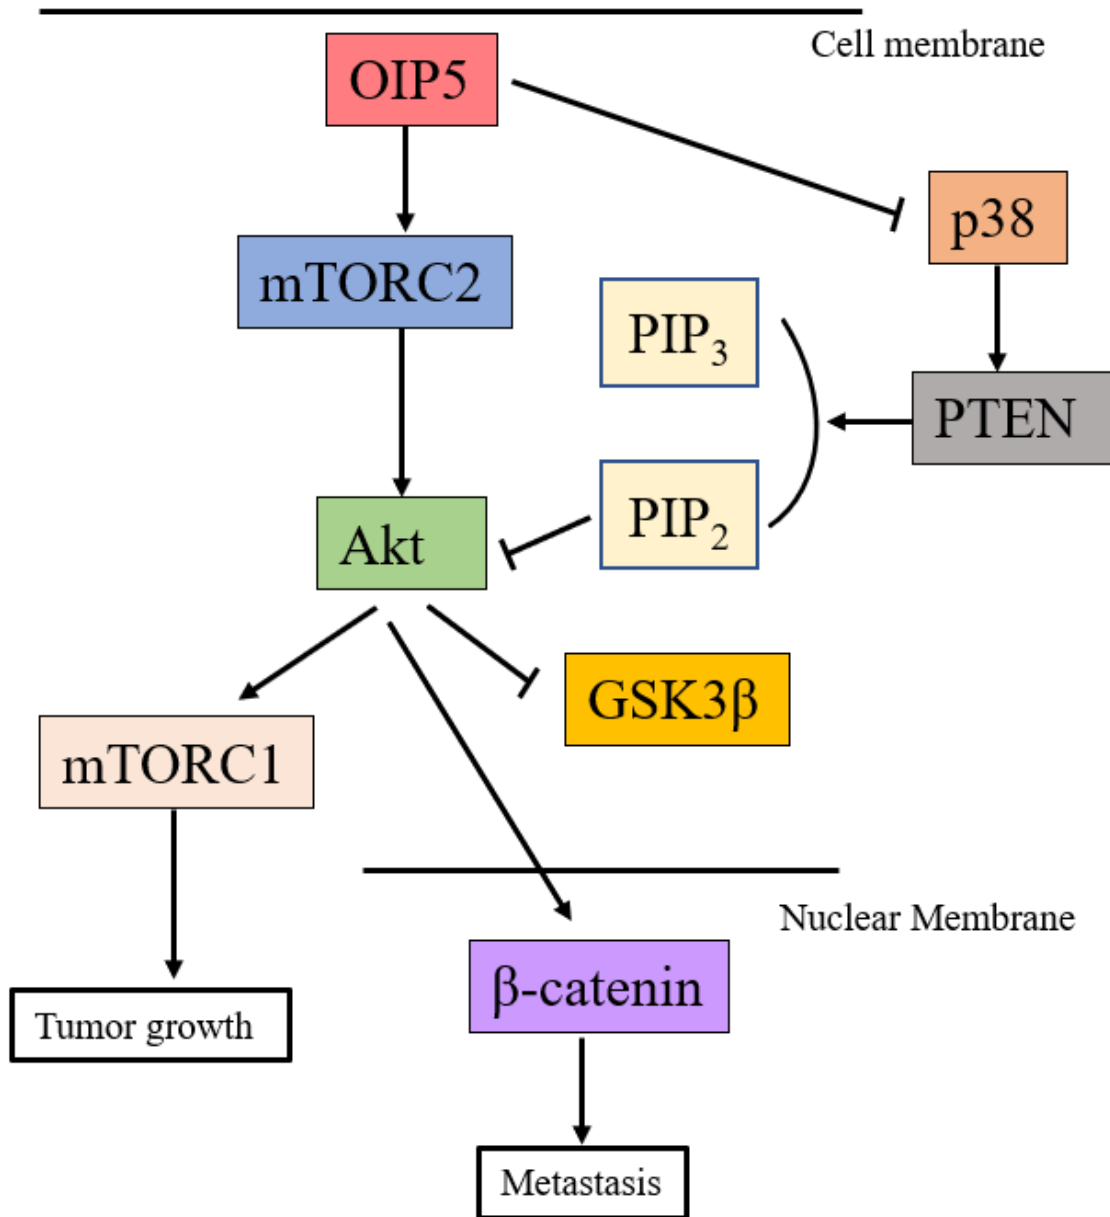 Cell membrane
OIP5
p38
mTORC2
PIP₃
PTEN
PIP₂
Akt
GSK3β
mTORC1
Nuclear Membrane
β-catenin
Tumor growth
Metastasis